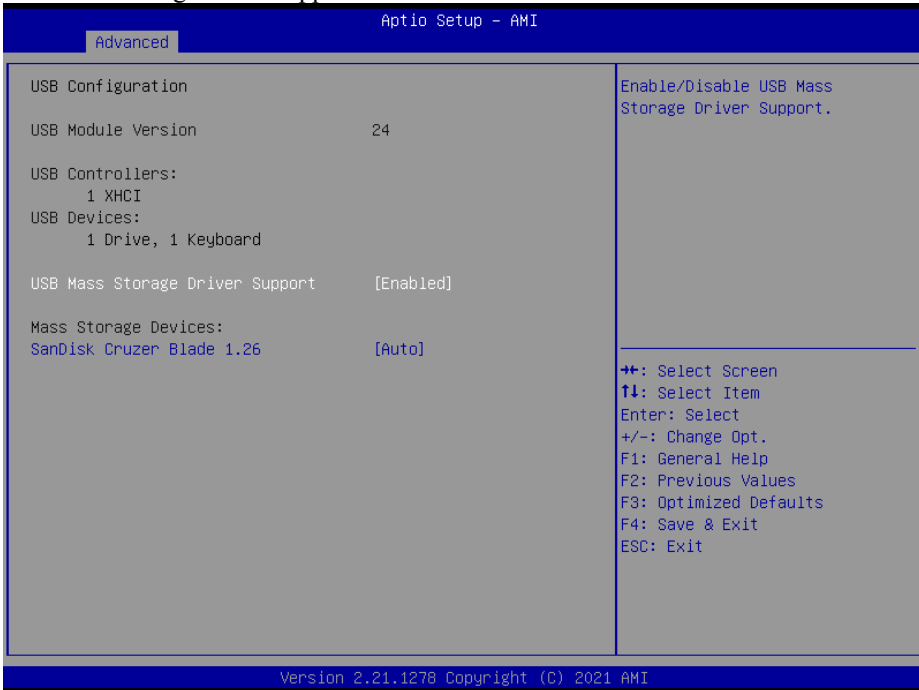 Aptio Setup – AMI
Advanced
USB Configuration
USB Module Version 24
USB Controllers:
1 XHCI
USB Devices:
1 Drive, 1 Keyboard
USB Mass Storage Driver Support [Enabled]
Mass Storage Devices:
SanDisk Cruzer Blade 1.26 [Auto]
Enable/Disable USB Mass
Storage Driver Support.
→←: Select Screen
↑↓: Select Item
Enter: Select
+/-: Change Opt.
F1: General Help
F2: Previous Values
F3: Optimized Defaults
F4: Save & Exit
ESC: Exit
Version 2.21.1278 Copyright (C) 2021 AMI